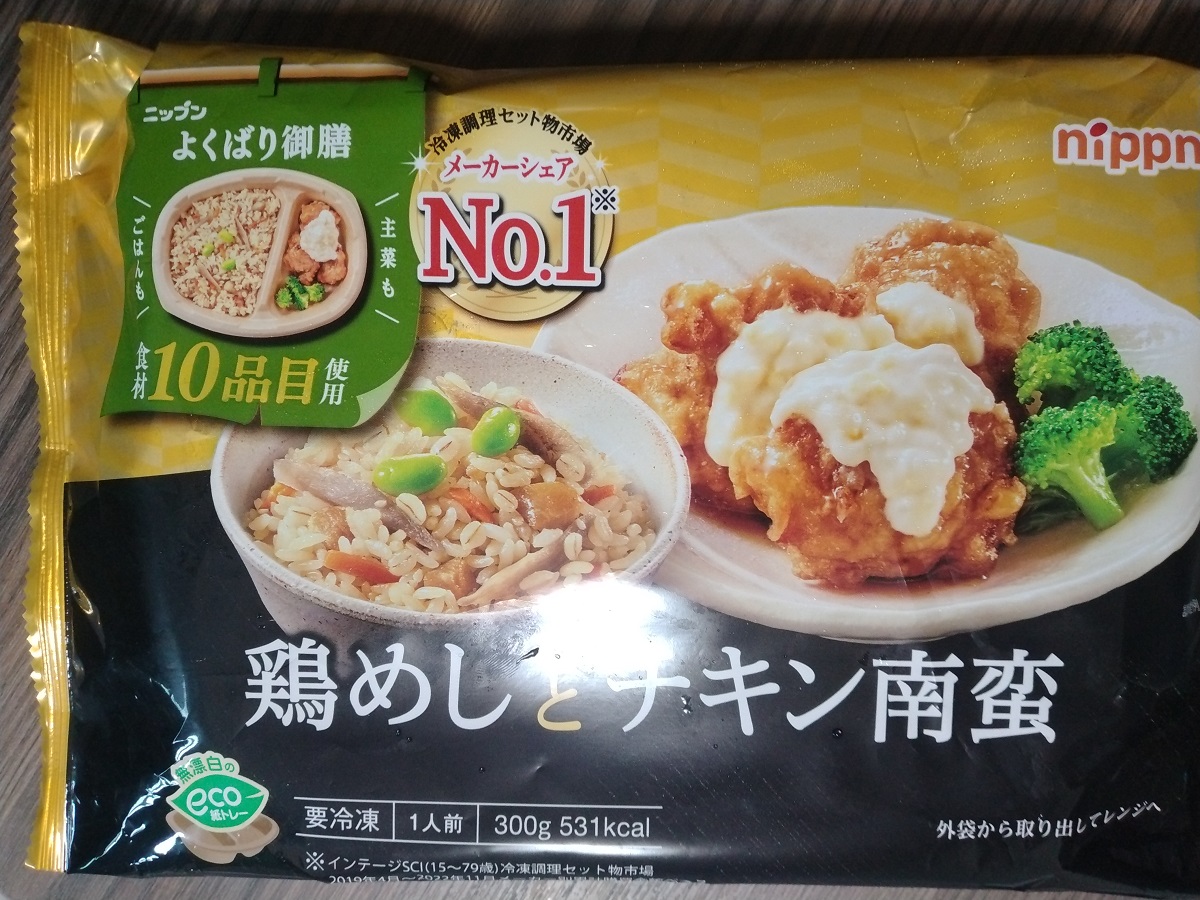 ニップン
よくばり御膳
ごはんも
主菜も
食材10品目使用
冷凍調理セット物市場
メーカーシェア
No.1※
nippn
鶏めしとチキン南蛮
無漂白の
eco
紙トレー
要冷凍 1人前 300g 531kcal
外袋から取り出してレンジへ
※インテージSCI(15〜79歳)冷凍調理セット物市場